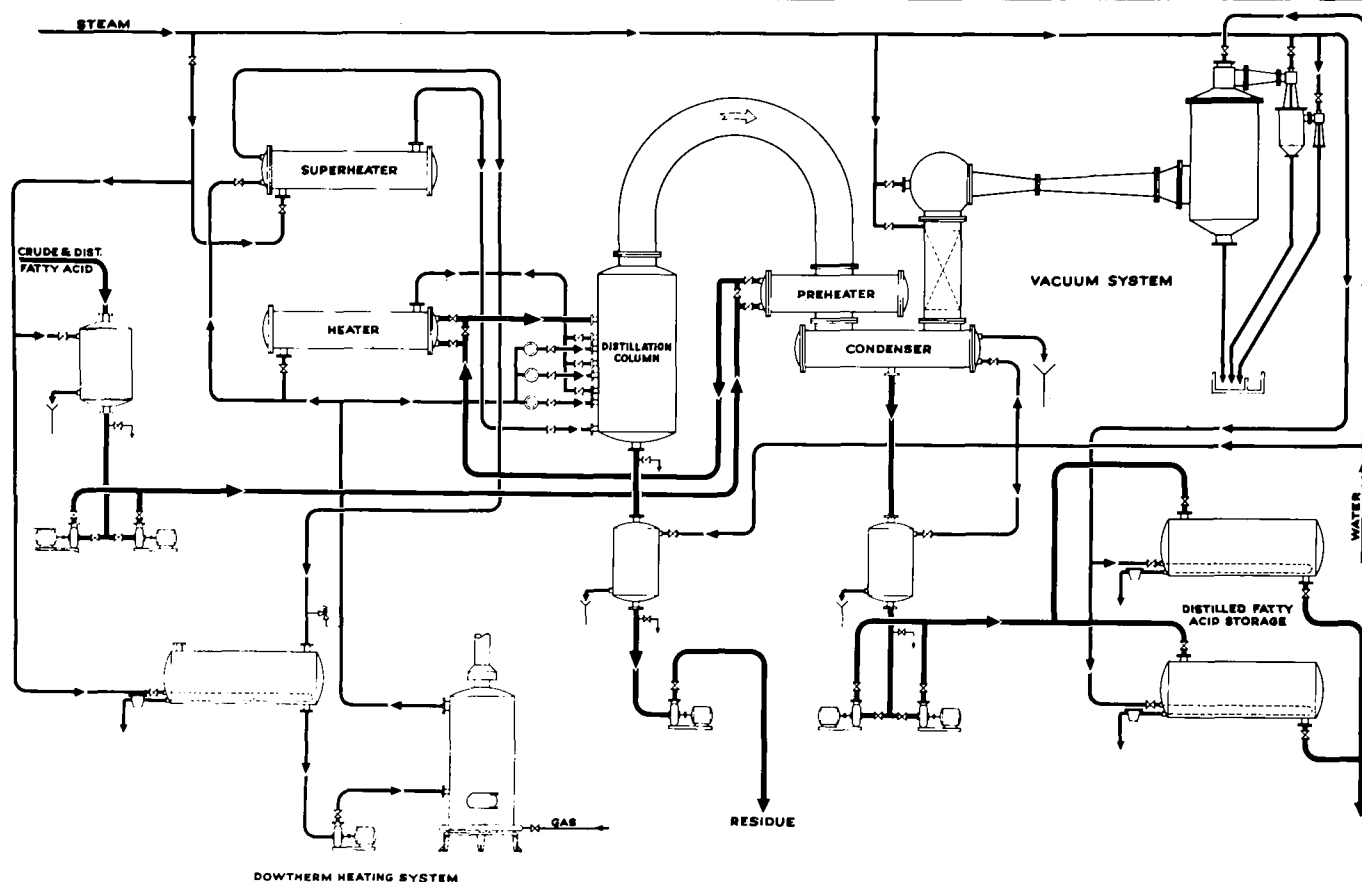 STEAM
SUPERHEATER
CRUDE & DIST.
FATTY ACID
HEATER
DISTILLATION
COLUMN
PREHEATER
CONDENSER
VACUUM SYSTEM
WATER
DISTILLED FATTY
ACID STORAGE
RESIDUE
GAS
DOWTHERM HEATING SYSTEM